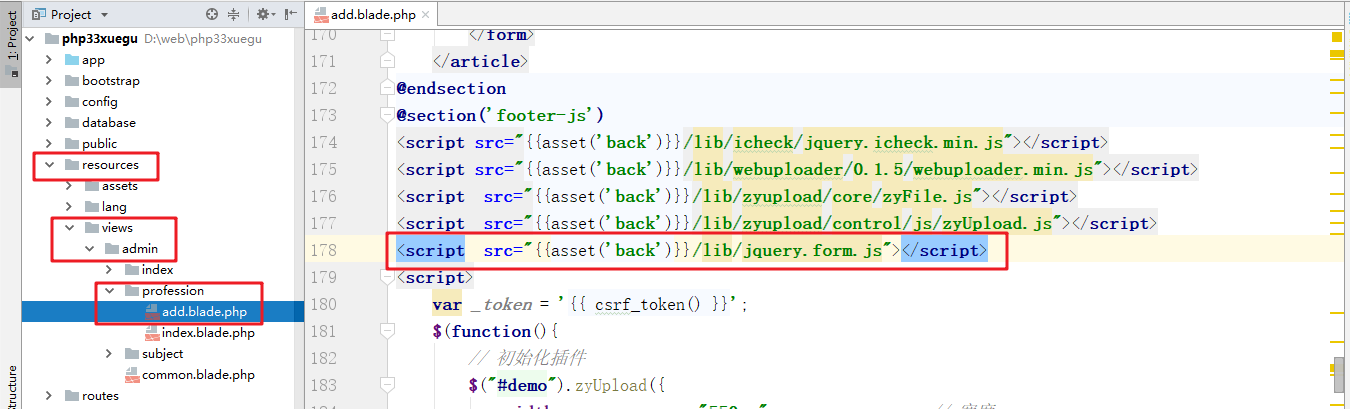 1: Project
Project
php33xuegu D:\web\php33xuegu
app
bootstrap
config
database
public
resources
assets
lang
views
admin
index
profession
add.blade.php
index.blade.php
subject
common.blade.php
routes
Structure
add.blade.php
170 </form>
171 </article>
172 @endsection
173 @section('footer-js')
174 <script src="{{asset('back')}}/lib/icheck/jquery.icheck.min.js"></script>
175 <script src="{{asset('back')}}/lib/webuploader/0.1.5/webuploader.min.js"></script>
176 <script  src="{{asset('back')}}/lib/zyupload/core/zyFile.js"></script>
177 <script  src="{{asset('back')}}/lib/zyupload/control/js/zyUpload.js"></script>
178 <script  src="{{asset('back')}}/lib/jquery.form.js"></script>
179 <script>
180 var _token = '{{ csrf_token() }}';
181 $(function(){
182 // 初始化插件
183 $("#demo").zyUpload({